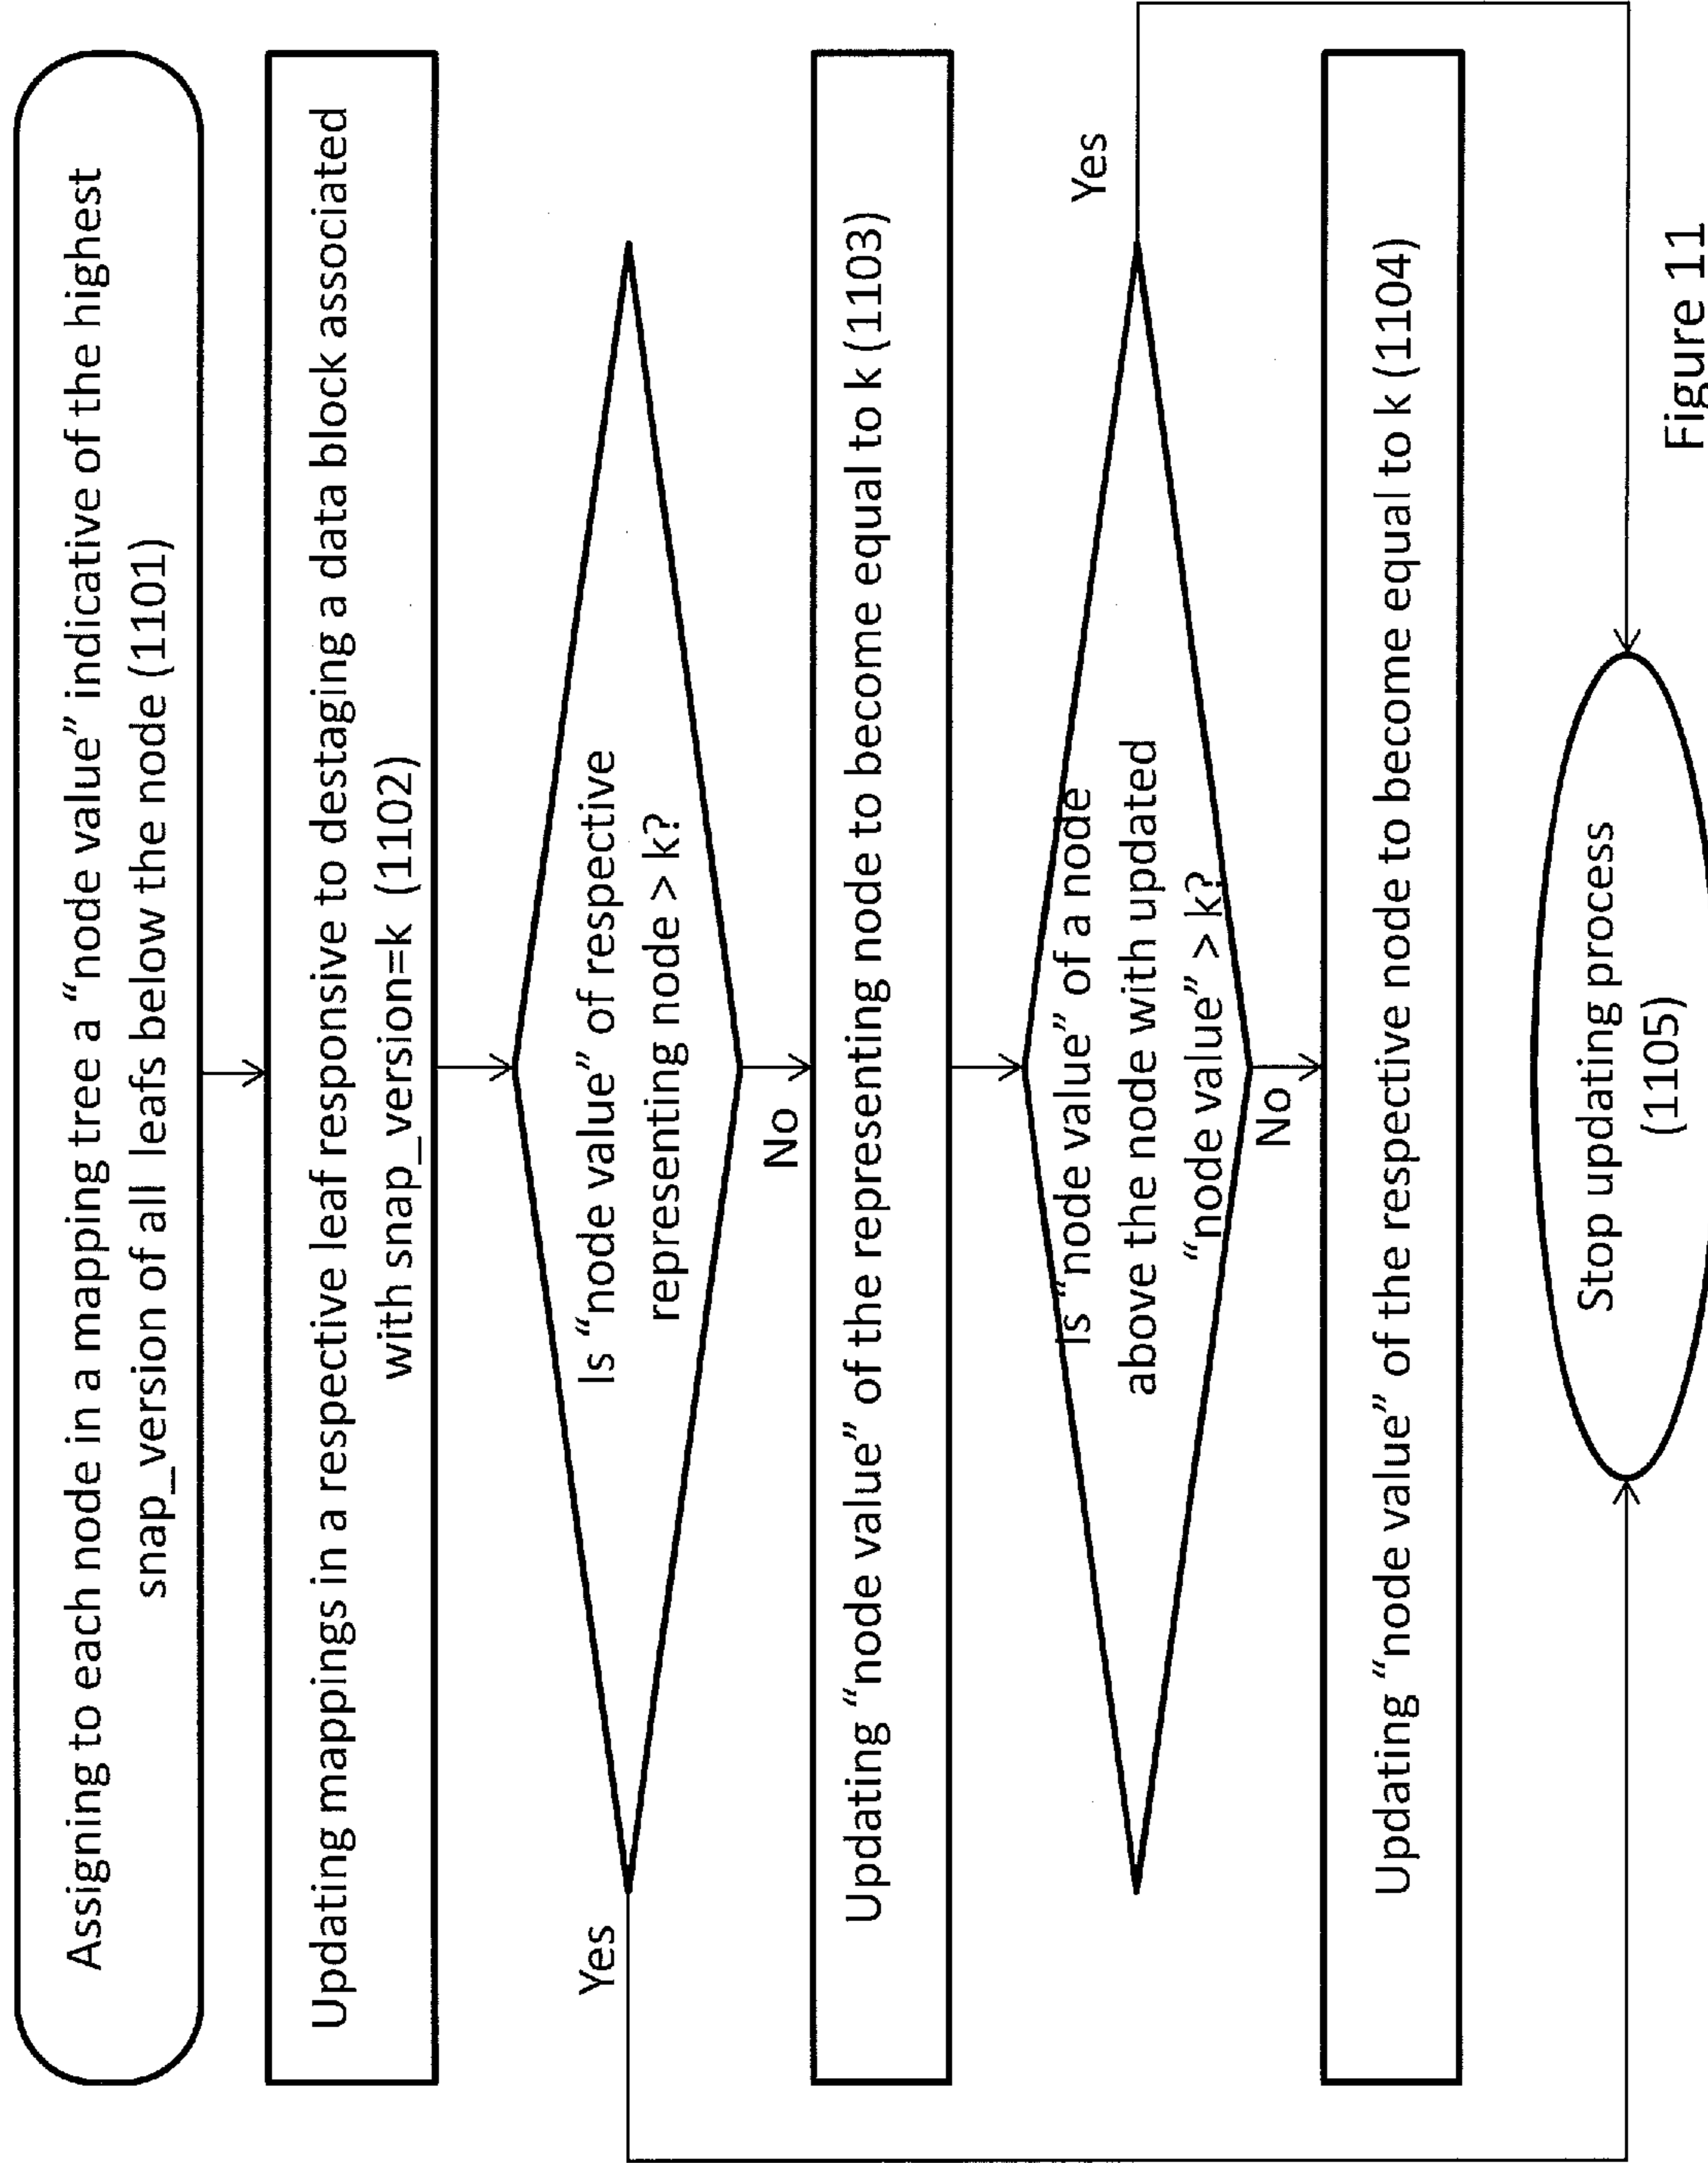 Assigning to each node in a mapping tree a “node value” indicative of the highest
snap_version of all leafs below the node (1101)
Updating mappings in a respective leaf responsive to destaging a data block associated
with snap_version=k (1102)
Is “node value” of respective
representing node > k?
Yes
No
Updating “node value” of the representing node to become equal to k (1103)
Is “node value” of a node
above the node with updated
“node value” > k?
Yes
No
Updating “node value” of the respective node to become equal to k (1104)
Stop updating process
(1105)
Figure 11